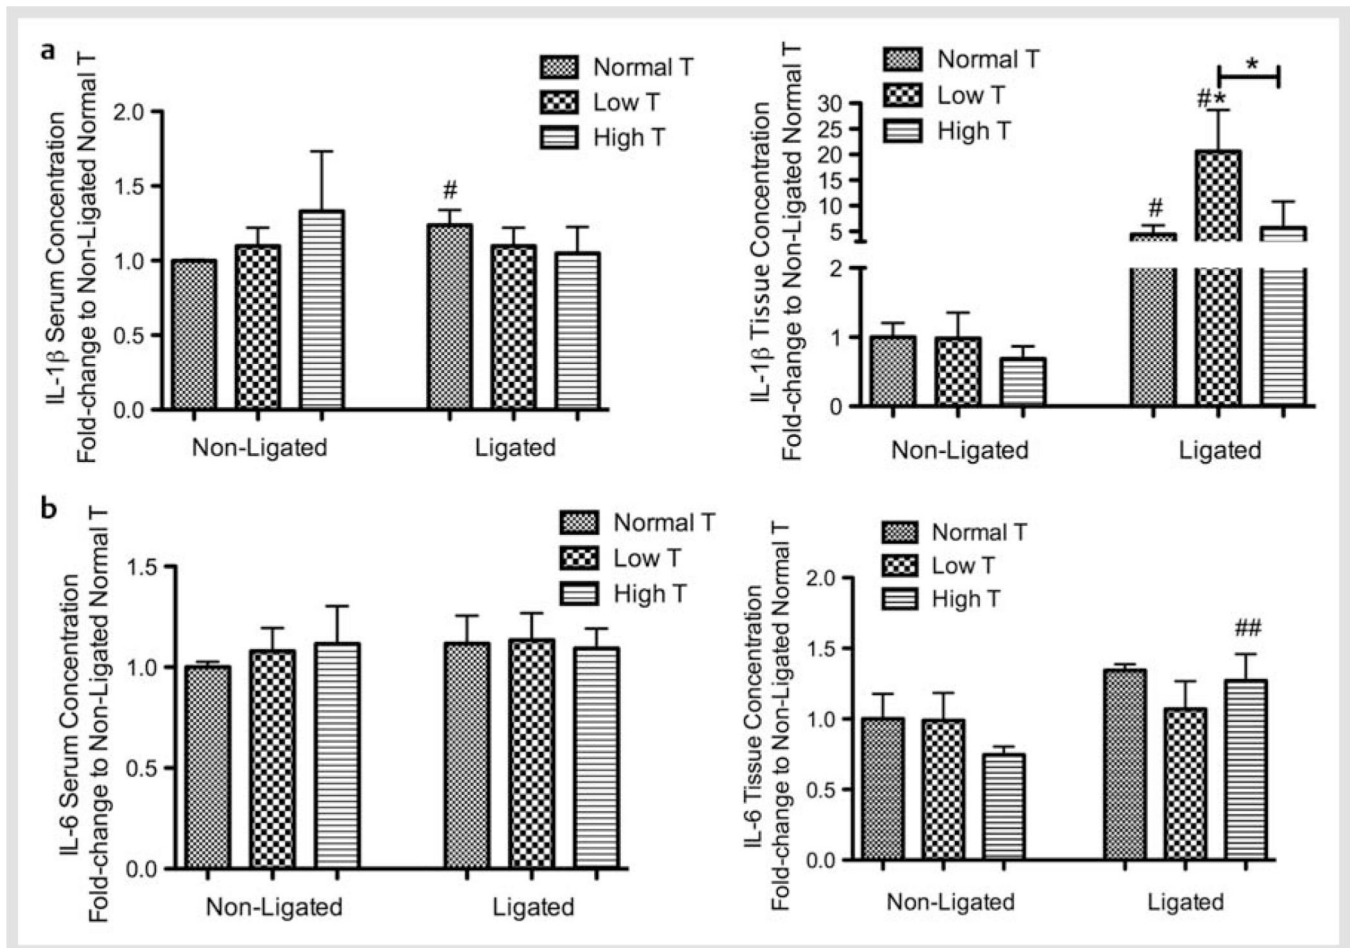 a
IL-1β Serum Concentration
Fold-change to Non-Ligated Normal T
2.0
1.5
1.0
0.5
0.0
Normal T
Low T
High T
#
Non-Ligated
Ligated
IL-1β Tissue Concentration
Fold-change to Non-Ligated Normal T
30
25
20
15
10
5
2
1
0
Normal T
Low T
High T
*
#*
#
Non-Ligated
Ligated
b
IL-6 Serum Concentration
Fold-change to Non-Ligated Normal T
1.5
1.0
0.5
0.0
Normal T
Low T
High T
Non-Ligated
Ligated
IL-6 Tissue Concentration
Fold-change to Non-Ligated Normal T
2.0
1.5
1.0
0.5
0.0
Normal T
Low T
High T
##
Non-Ligated
Ligated